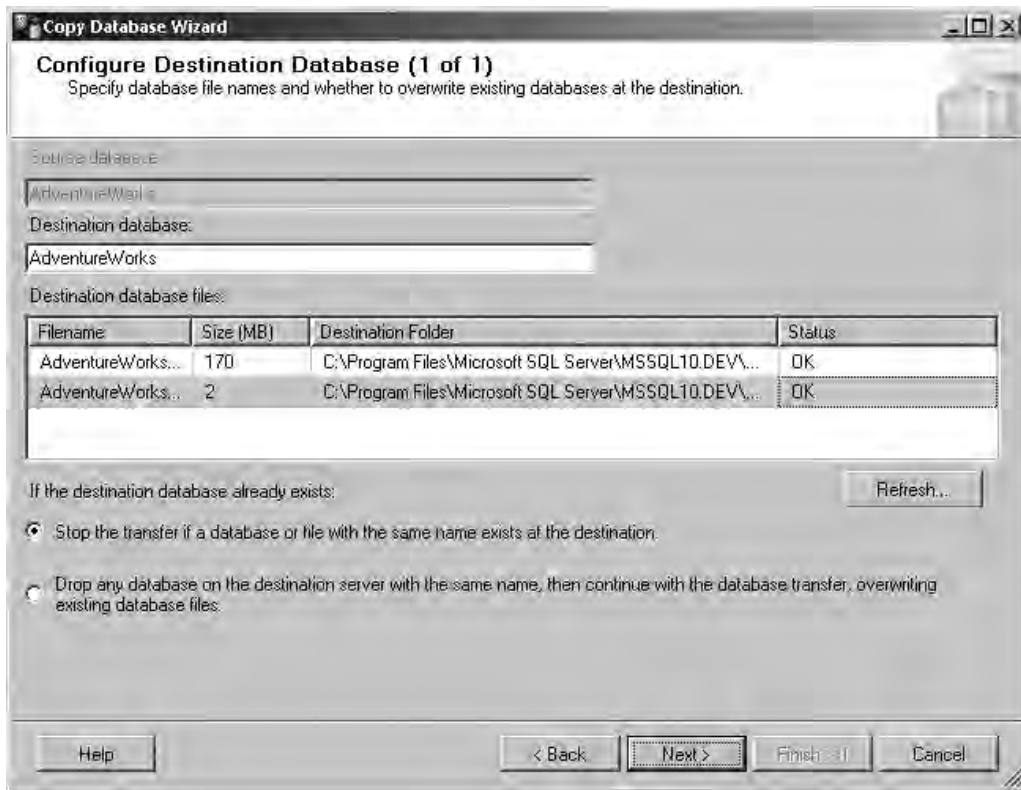 Copy Database Wizard
Configure Destination Database (1 of 1)
Specify database file names and whether to overwrite existing databases at the destination.
Source database:
AdventureWorks
Destination database:
AdventureWorks
Destination database files:
Filename Size (MB) Destination Folder Status
AdventureWorks... 170 C:\Program Files\Microsoft SQL Server\MSSQL10.DEV\... OK
AdventureWorks... 2 C:\Program Files\Microsoft SQL Server\MSSQL10.DEV\... OK
If the destination database already exists:
Refresh...
Stop the transfer if a database or file with the same name exists at the destination.
Drop any database on the destination server with the same name, then continue with the database transfer, overwriting
existing database files.
Help < Back Next > Finish Cancel